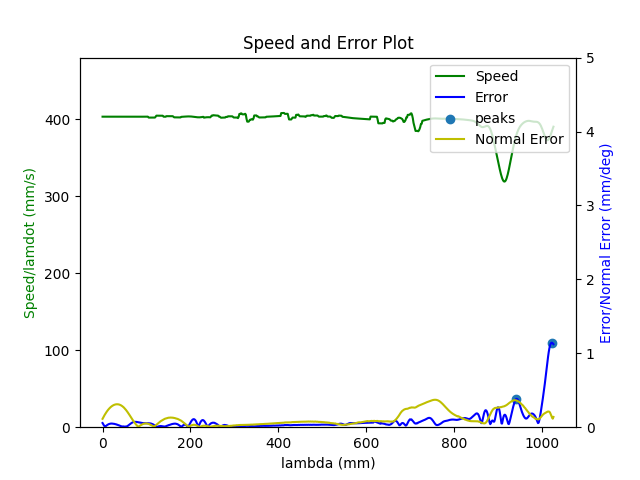 Speed and Error Plot
Speed
Error
peaks
Normal Error
Speed/lamdot (mm/s)
400
300
200
100
0
Error/Normal Error (mm/deg)
5
4
3
2
1
0
0 200 400 600 800 1000
lambda (mm)